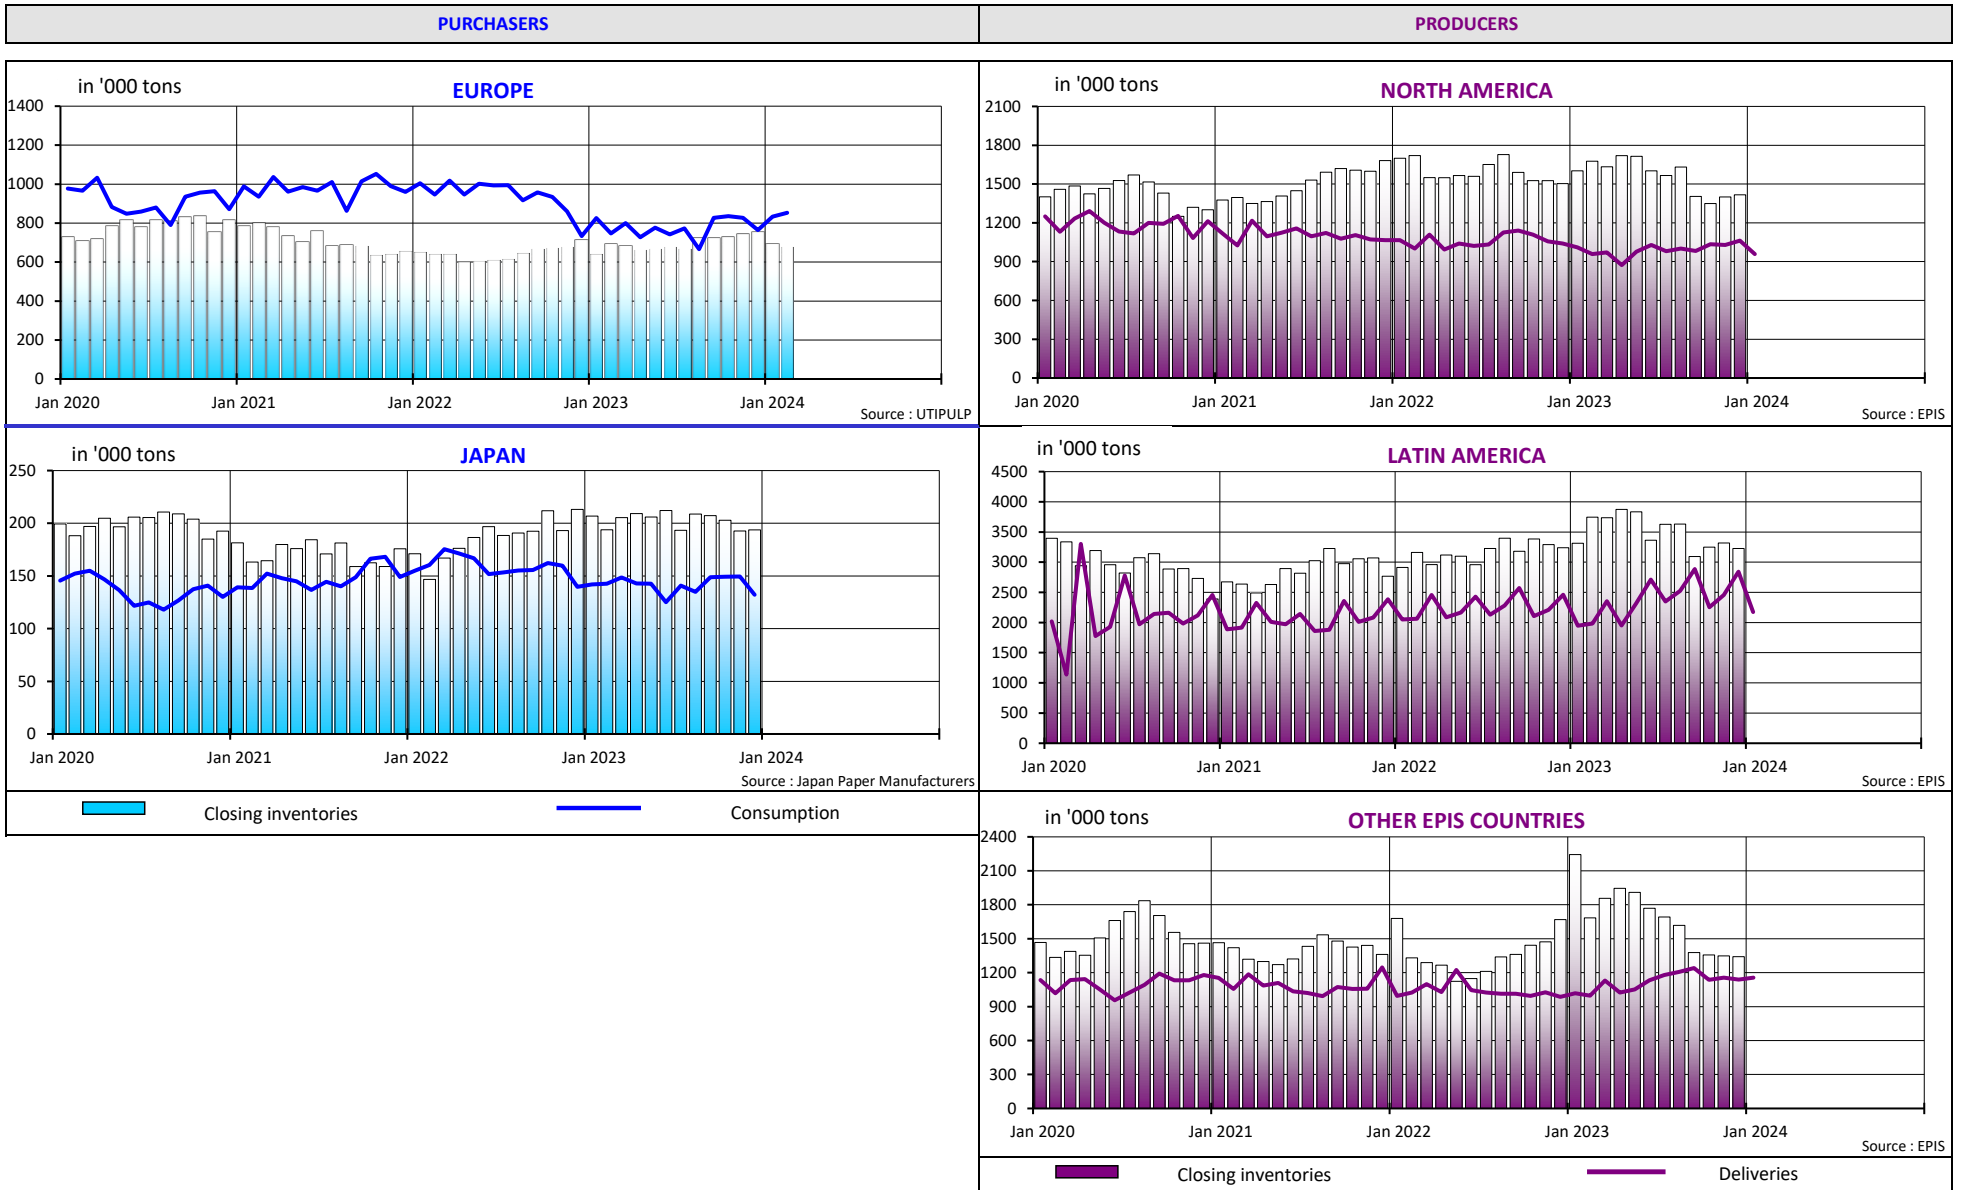 PURCHASERS
PRODUCERS
in '000 tons
EUROPE
1400
1200
1000
800
600
400
200
0
Jan 2020
Jan 2021
Jan 2022
Jan 2023
Jan 2024
Source : UTIPULP
in '000 tons
JAPAN
250
200
150
100
50
0
Jan 2020
Jan 2021
Jan 2022
Jan 2023
Jan 2024
Source : Japan Paper Manufacturers
Closing inventories
Consumption
in '000 tons
NORTH AMERICA
2100
1800
1500
1200
900
600
300
0
Jan 2020
Jan 2021
Jan 2022
Jan 2023
Jan 2024
Source : EPIS
in '000 tons
LATIN AMERICA
4500
4000
3500
3000
2500
2000
1500
1000
500
0
Jan 2020
Jan 2021
Jan 2022
Jan 2023
Jan 2024
Source : EPIS
in '000 tons
OTHER EPIS COUNTRIES
2400
2100
1800
1500
1200
900
600
300
0
Jan 2020
Jan 2021
Jan 2022
Jan 2023
Jan 2024
Source : EPIS
Closing inventories
Deliveries